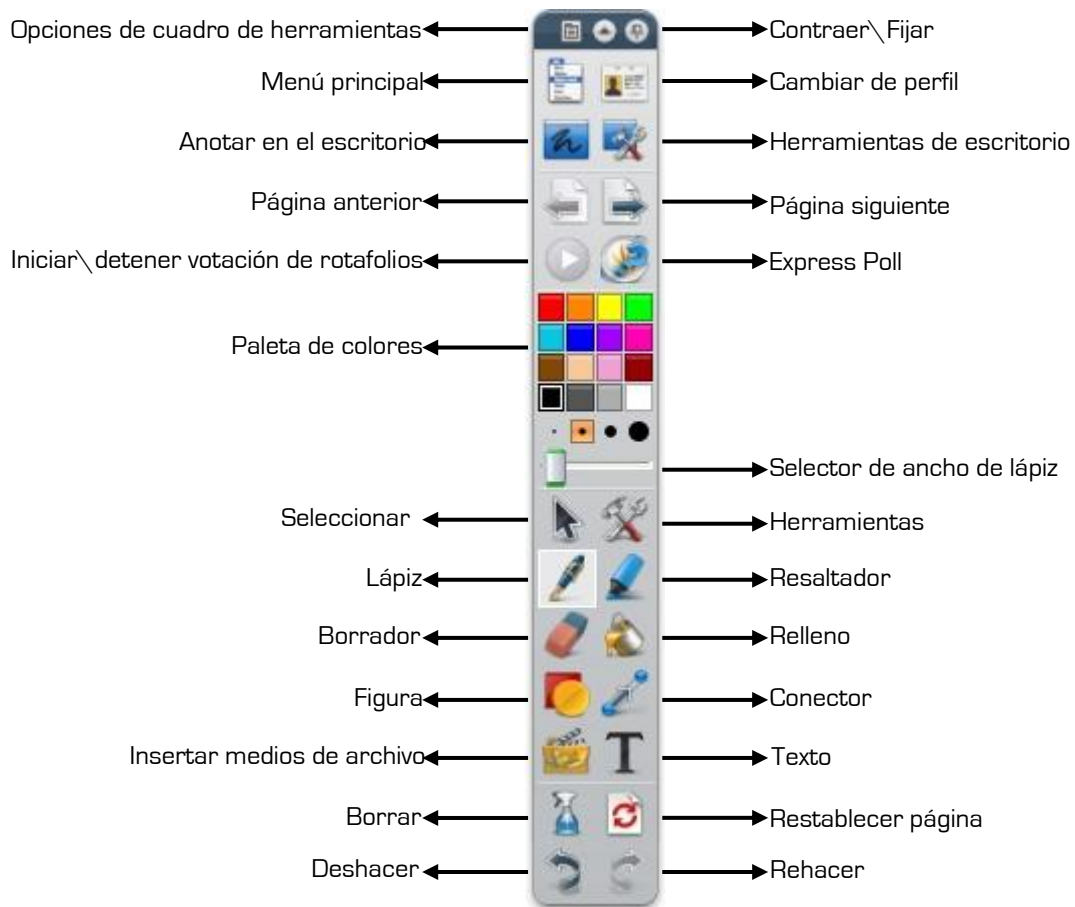 Opciones de cuadro de herramientas
Contraer\Fijar
Menú principal
Cambiar de perfil
Anotar en el escritorio
Herramientas de escritorio
Página anterior
Página siguiente
Iniciar\detener votación de rotafolios
Express Poll
Paleta de colores
Selector de ancho de lápiz
Seleccionar
Herramientas
Lápiz
Resaltador
Borrador
Relleno
Figura
Conector
Insertar medios de archivo
Texto
T
Borrar
Restablecer página
Deshacer
Rehacer